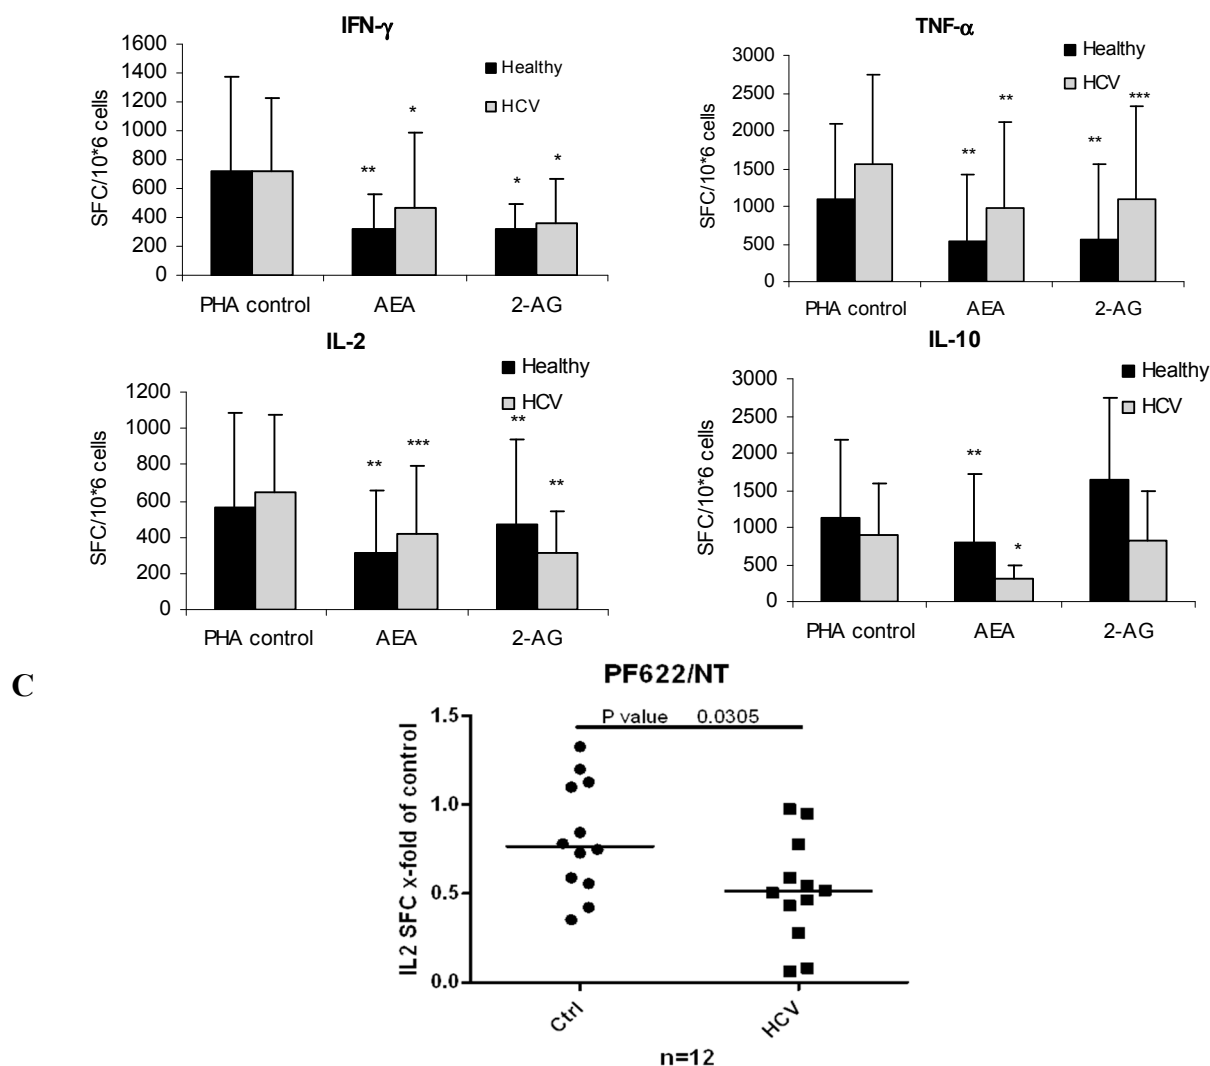 IFN-γ
1600
1400
1200
1000
800
600
400
200
0
SFC/10*6 cells
Healthy
HCV
**
*
*
*
PHA control AEA 2-AG
TNF-α
3000
2500
2000
1500
1000
500
0
SFC/10*6 cells
Healthy
HCV
**
**
**
***
PHA control AEA 2-AG
IL-2
1200
1000
800
600
400
200
0
SFC/10*6 cells
Healthy
HCV
**
***
**
**
PHA control AEA 2-AG
IL-10
3000
2500
2000
1500
1000
500
0
SFC/10*6 cells
Healthy
HCV
**
*
PHA control AEA 2-AG
C
PF622/NT
P value 0.0305
1.5
1.0
0.5
0.0
IL2 SFC x-fold of control
Ctrl
HCV
n=12